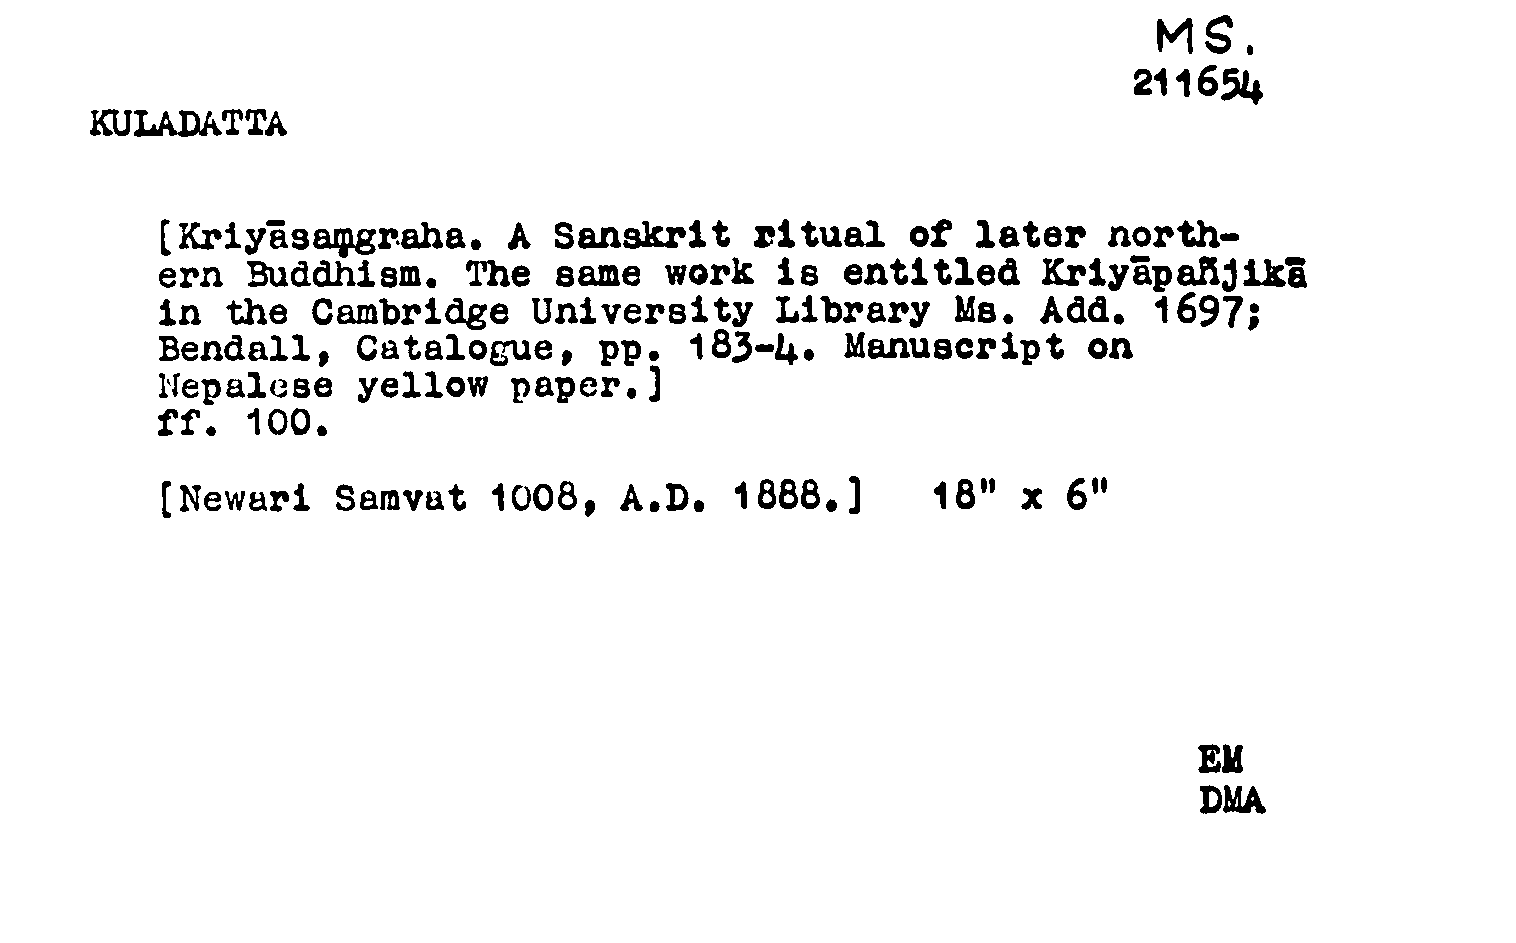 MS.
211654
KULADATTA
[Kriyāsaṃgraha. A Sanskrit ritual of later north-
ern Buddhism. The same work is entitled Kriyāpañjikā
in the Cambridge University Library Ms. Add. 1697;
Bendall, Catalogue, pp. 183-4. Manuscript on
Nepalese yellow paper.]
ff. 100.
[Newari Samvat 1008, A.D. 1888.] 18" x 6"
EM
DMA